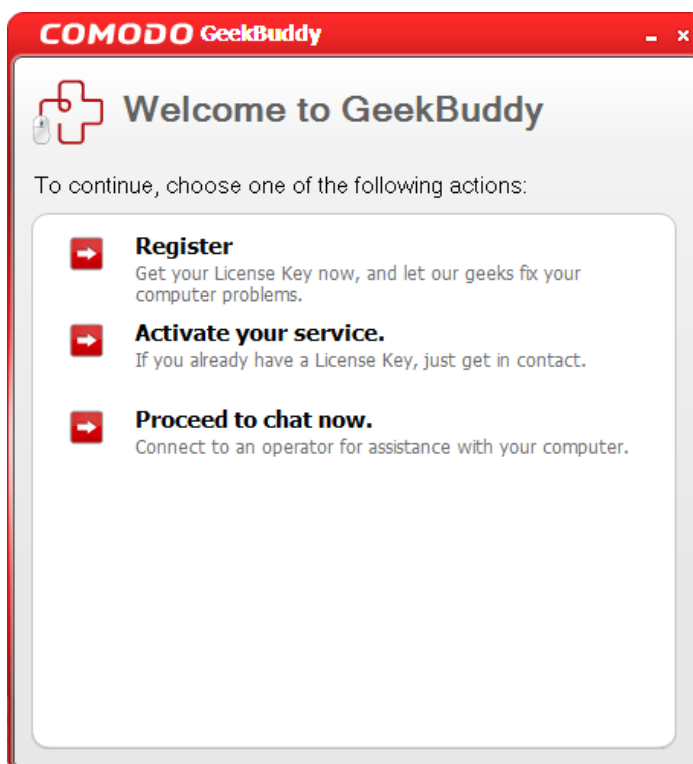 COMODO GeekBuddy
Welcome to GeekBuddy
To continue, choose one of the following actions:
Register
Get your License Key now, and let our geeks fix your
computer problems.
Activate your service.
If you already have a License Key, just get in contact.
Proceed to chat now.
Connect to an operator for assistance with your computer.